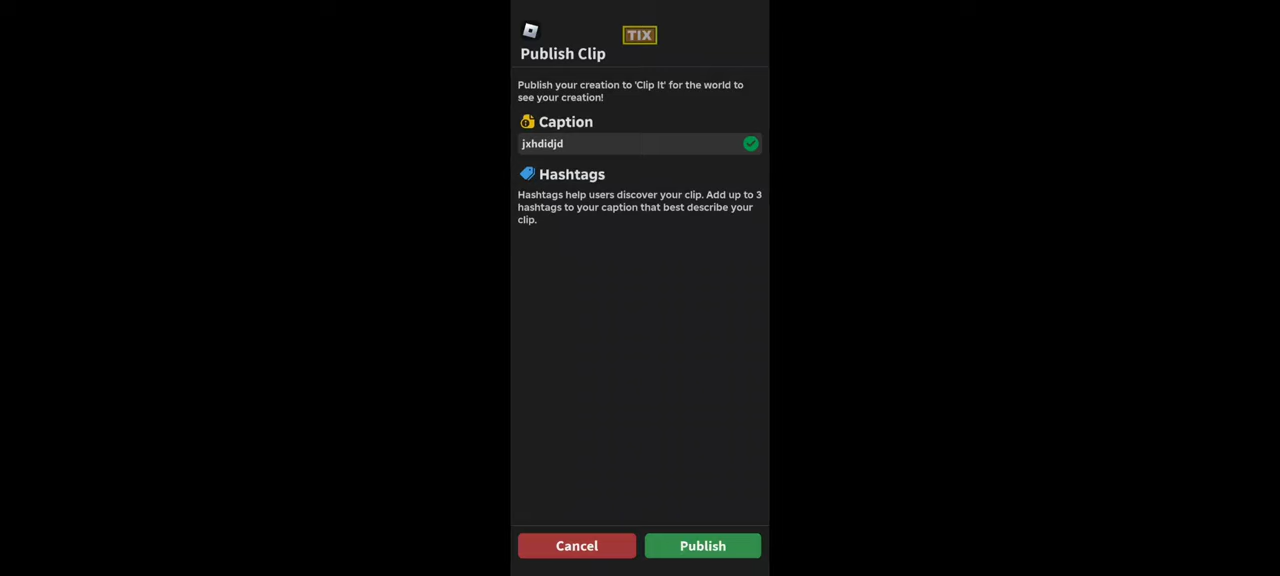 TIX
Publish Clip
Publish your creation to 'Clip It' for the world to
see your creation!
Caption
jxhdidjd
Hashtags
Hashtags help users discover your clip. Add up to 3
hashtags to your caption that best describe your
clip.
Cancel
Publish